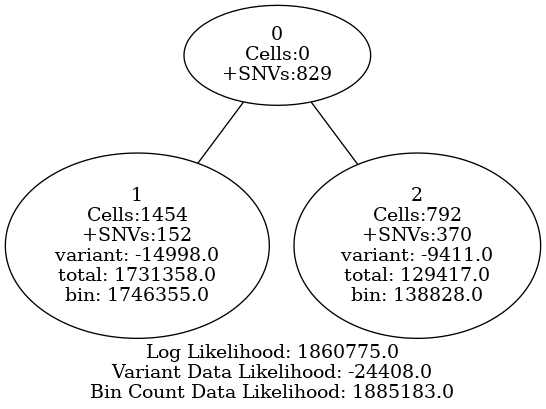 0
Cells:0
+SNVs:829
1
Cells:1454
+SNVs:152
variant: -14998.0
total: 1731358.0
bin: 1746355.0
2
Cells:792
+SNVs:370
variant: -9411.0
total: 129417.0
bin: 138828.0
Log Likelihood: 1860775.0
Variant Data Likelihood: -24408.0
Bin Count Data Likelihood: 1885183.0